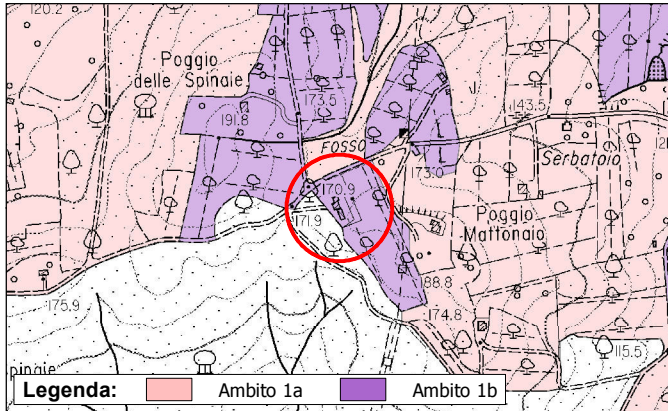 120.2
Poggio
delle Spinaie
173.5
191.8
143.5
FOSSO
Serbatoio
173.0
170.9
171.9
Poggio
Mattonaio
175.9
88.8
174.8
115.5
Legenda:
Ambito 1a
Ambito 1b